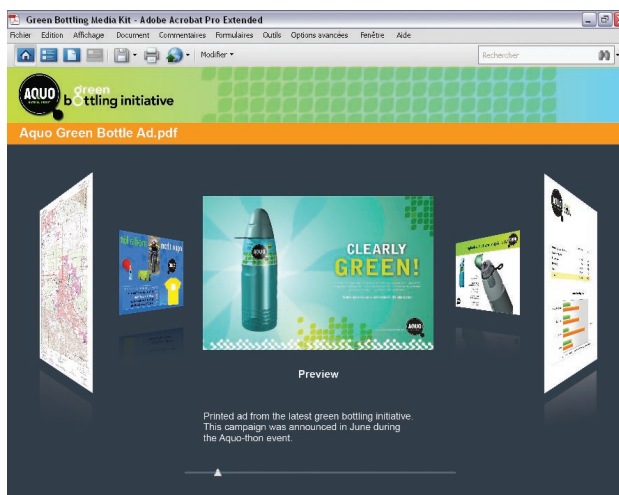 Green Bottling Media Kit - Adobe Acrobat Pro Extended
Fichier Edition Affichage Document Commentaires Formulaires Outils Options avancées Fenêtre Aide
Modifier
Rechercher
AQUO
green
bottling initiative
Aquo Green Bottle Ad.pdf
AQUO
CLEARLY
GREEN!
AQUO
Preview
Printed ad from the latest green bottling initiative.
This campaign was announced in June during
the Aquo-thon event.